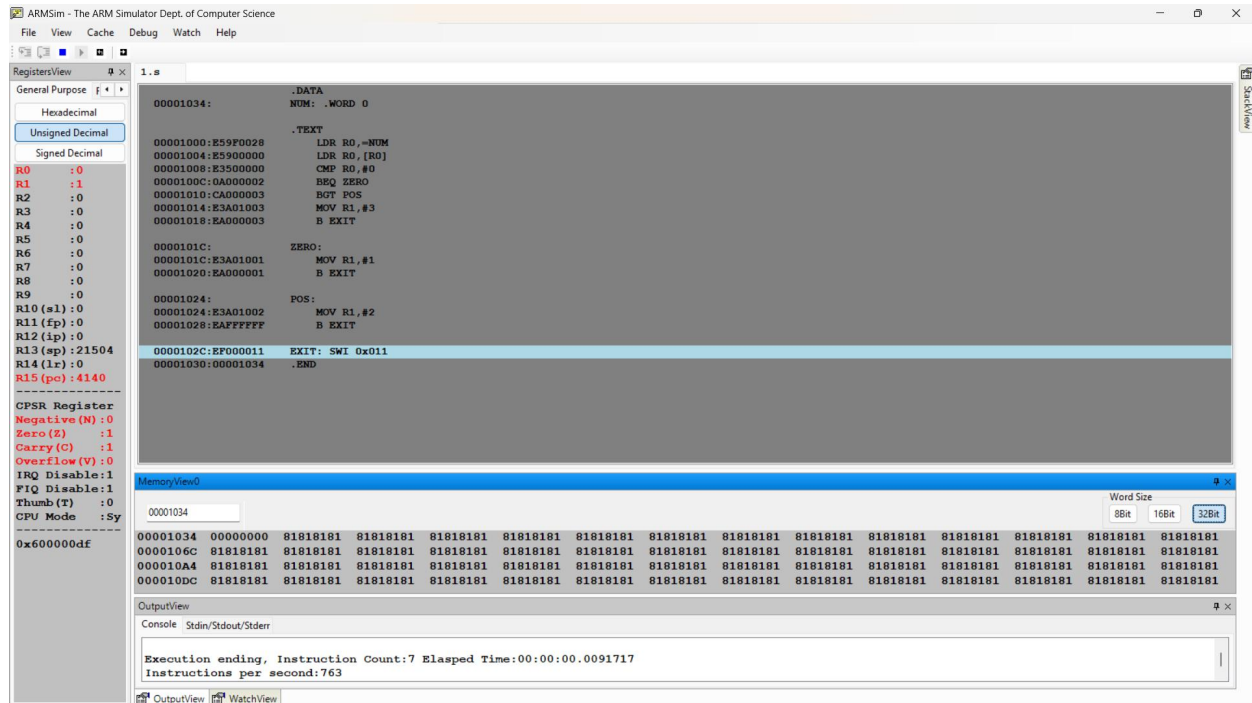 ARMSim - The ARM Simulator Dept. of Computer Science
File View Cache Debug Watch Help
RegistersView
General Purpose F
Hexadecimal
Unsigned Decimal
Signed Decimal
R0 :0
R1 :1
R2 :0
R3 :0
R4 :0
R5 :0
R6 :0
R7 :0
R8 :0
R9 :0
R10(sl):0
R11(fp):0
R12(ip):0
R13(sp):21504
R14(lr):0
R15(pc):4140
---------------
CPSR Register
Negative(N):0
Zero(Z) :1
Carry(C) :1
Overflow(V):0
IRQ Disable:1
FIQ Disable:1
Thumb(T) :0
CPU Mode :Sy
---------------
0x600000df
1.s
.DATA
00001034: NUM: .WORD 0
.TEXT
00001000:E59F0028 LDR R0,=NUM
00001004:E5900000 LDR R0,[R0]
00001008:E3500000 CMP R0,#0
0000100C:0A000002 BEQ ZERO
00001010:CA000003 BGT POS
00001014:E3A01003 MOV R1,#3
00001018:EA000003 B EXIT
0000101C: ZERO:
0000101C:E3A01001 MOV R1,#1
00001020:EA000001 B EXIT
00001024: POS:
00001024:E3A01002 MOV R1,#2
00001028:EAFFFFFF B EXIT
0000102C:EF000011 EXIT: SWI 0x011
00001030:00001034 .END
StackView
MemoryView0
00001034
Word Size
8Bit 16Bit 32Bit
00001034 00000000 81818181 81818181 81818181 81818181 81818181 81818181 81818181 81818181 81818181 81818181 81818181 81818181 81818181
0000106C 81818181 81818181 81818181 81818181 81818181 81818181 81818181 81818181 81818181 81818181 81818181 81818181 81818181 81818181
000010A4 81818181 81818181 81818181 81818181 81818181 81818181 81818181 81818181 81818181 81818181 81818181 81818181 81818181 81818181
000010DC 81818181 81818181 81818181 81818181 81818181 81818181 81818181 81818181 81818181 81818181 81818181 81818181 81818181 81818181
OutputView
Console Stdin/Stdout/Stderr
Execution ending, Instruction Count:7 Elasped Time:00:00:00.0091717
Instructions per second:763
OutputView WatchView